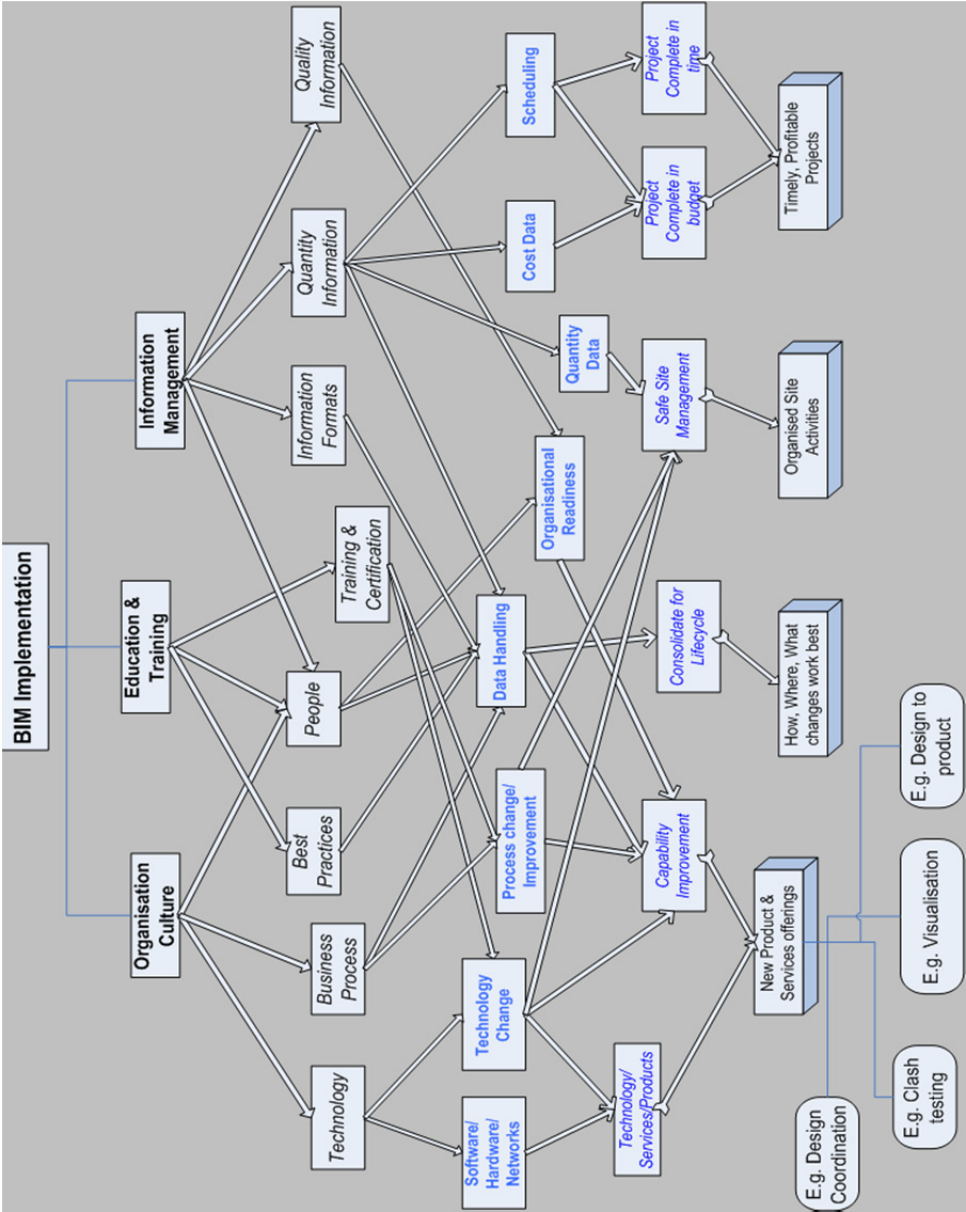 BIM Implementation
Organisation
Culture
Education &
Training
Information
Management
Technology
Business
Process
Best
Practices
People
Training &
Certification
Information
Formats
Quantity
Information
Quality
Information
Software/
Hardware/
Networks
Technology
Change
Process change/
Improvement
Data Handling
Organisational
Readiness
Quantity
Data
Cost Data
Scheduling
Technology/
Services/Products
Capability
Improvement
Consolidate for
Lifecycle
Safe Site
Management
Project
Complete in
budget
Project
Complete in
time
New Product &
Services offerings
How, Where, What
changes work best
Organised Site
Activities
Timely, Profitable
Projects
E.g. Design
Coordination
E.g. Clash
testing
E.g. Visualisation
E.g. Design to
product